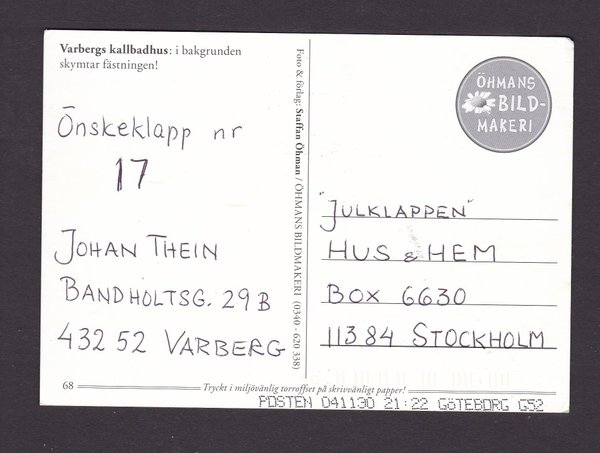 Varbergs kallbadhus: i bakgrunden
skymtar fästningen!
Önskeklapp nr
17
JOHAN THEIN
BANDHOLTSG. 29 B
432 52 VARBERG
68
Foto & förlag: Staffan Öhman / ÖHMANS BILDMAKERI (0340 - 620 338)
ÖHMANS
BILD-
MAKERI
"JULKLAPPEN"
HUS & HEM
BOX 6630
113 84 STOCKHOLM
Tryckt i miljövänlig torroffset på skrivvänligt papper!
POSTEN 041130 21:22 GÖTEBORG G52